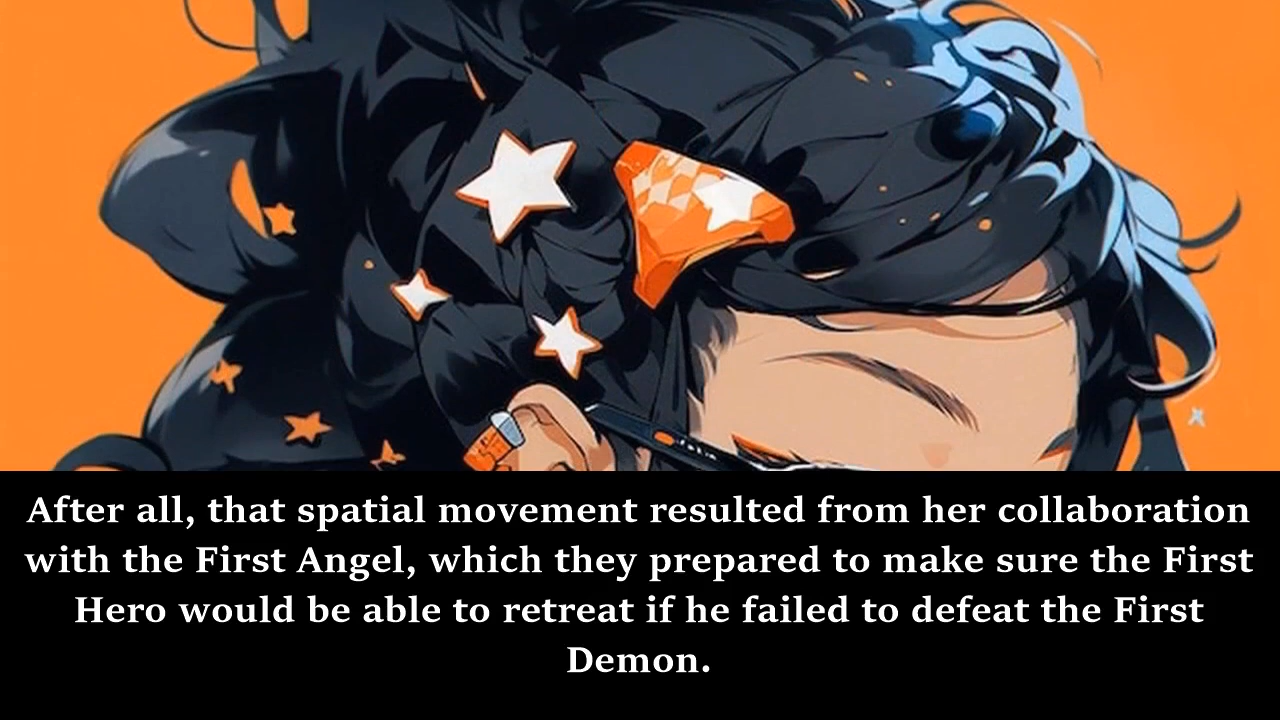 After all, that spatial movement resulted from her collaboration
with the First Angel, which they prepared to make sure the First
Hero would be able to retreat if he failed to defeat the First
Demon.